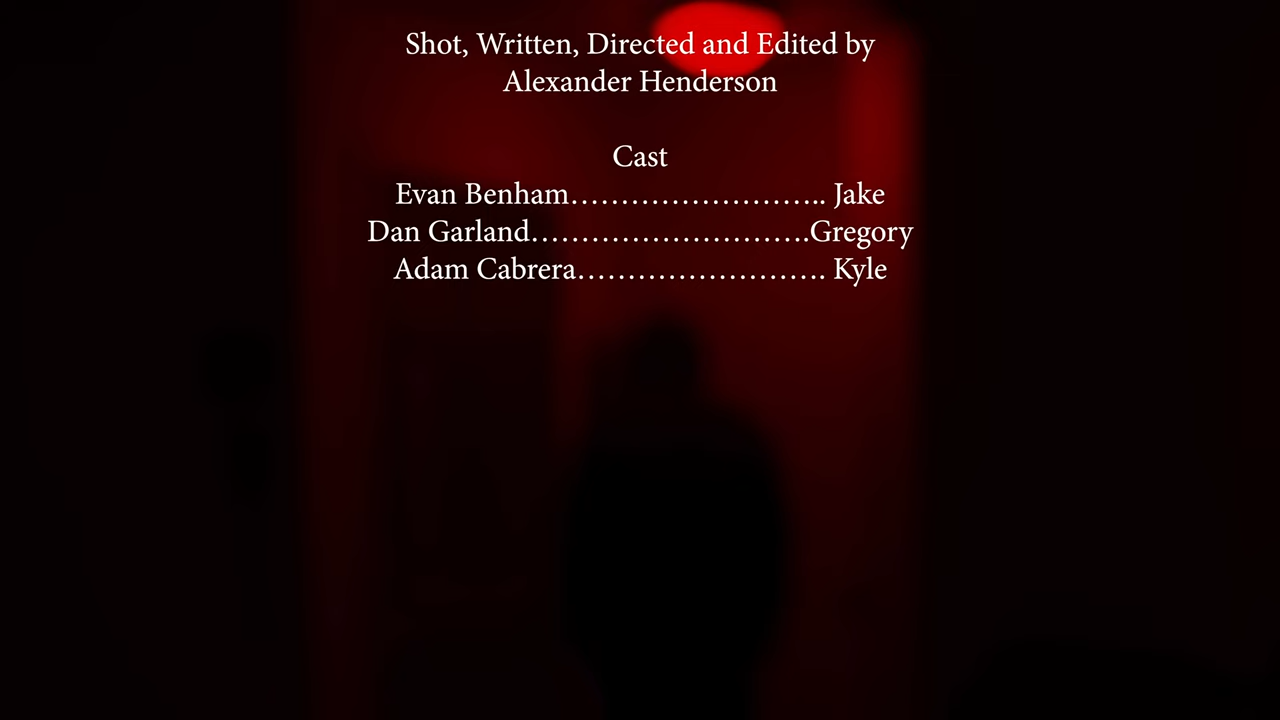 Shot, Written, Directed and Edited by
Alexander Henderson
Cast
Evan Benham……………………….. Jake
Dan Garland……………………….Gregory
Adam Cabrera……………………. Kyle